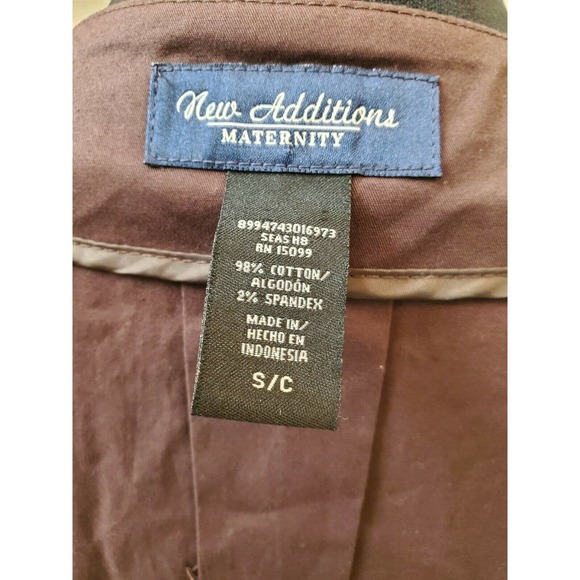 New Additions
MATERNITY
8994743016973
SEAS H8
RN 15099
98% COTTON/
ALGODÓN
2% SPANDEX
MADE IN/
HECHO EN
INDONESIA
S/C